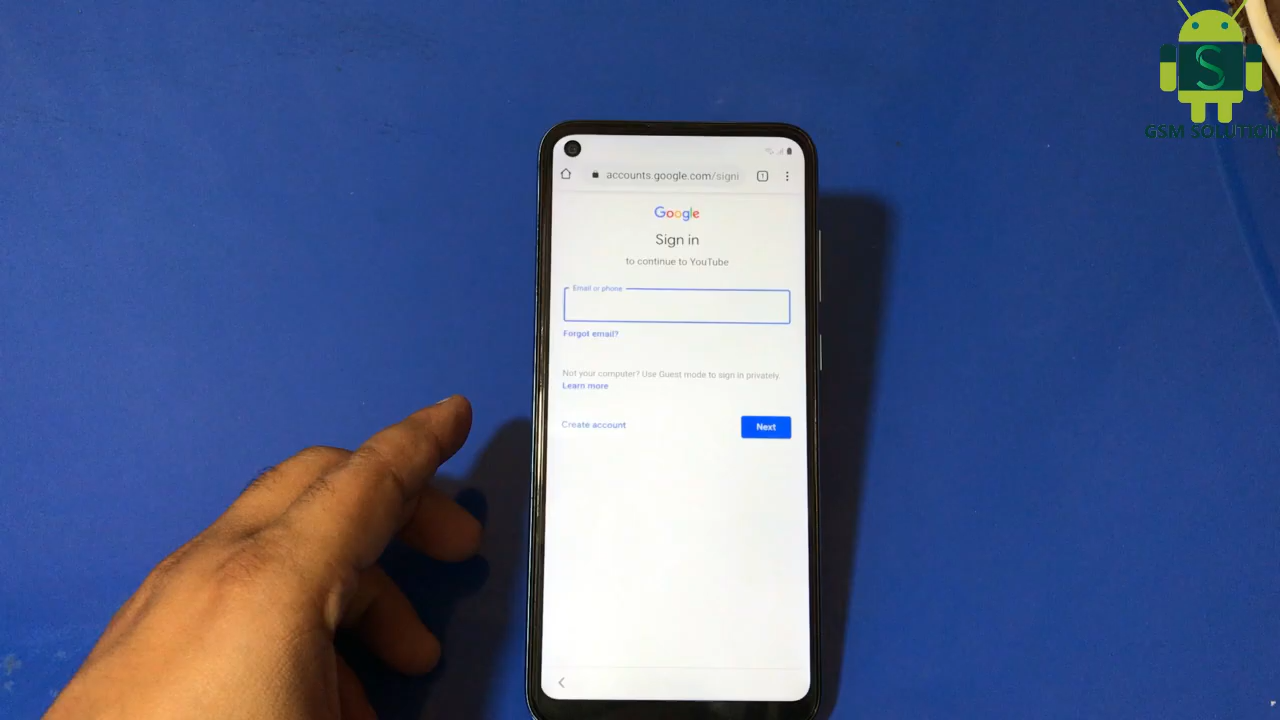 S
GSM SOLUTION
accounts.google.com/signi
1
Google
Sign in
to continue to YouTube
Email or phone
Forgot email?
Not your computer? Use Guest mode to sign in privately.
Learn more
Create account
Next